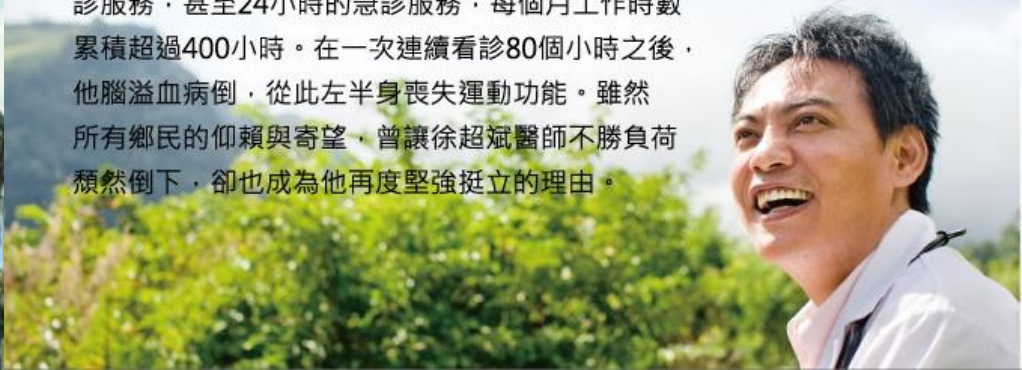 診服務，甚至24小時的急診服務，每個月工作時數
累積超過400小時。在一次連續看診80個小時之後，
他腦溢血病倒，從此左半身喪失運動功能。雖然
所有鄉民的仰賴與寄望，曾讓徐超斌醫師不勝負荷
頹然倒下，卻也成為他再度堅強挺立的理由。